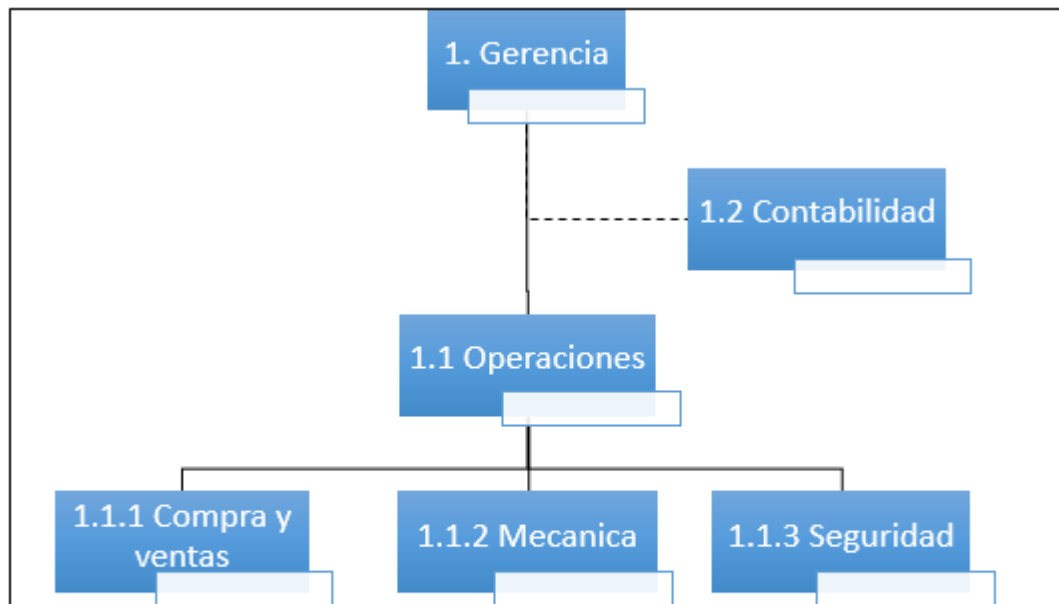 1. Gerencia
1.2 Contabilidad
1.1 Operaciones
1.1.1 Compra y
ventas
1.1.2 Mecanica
1.1.3 Seguridad